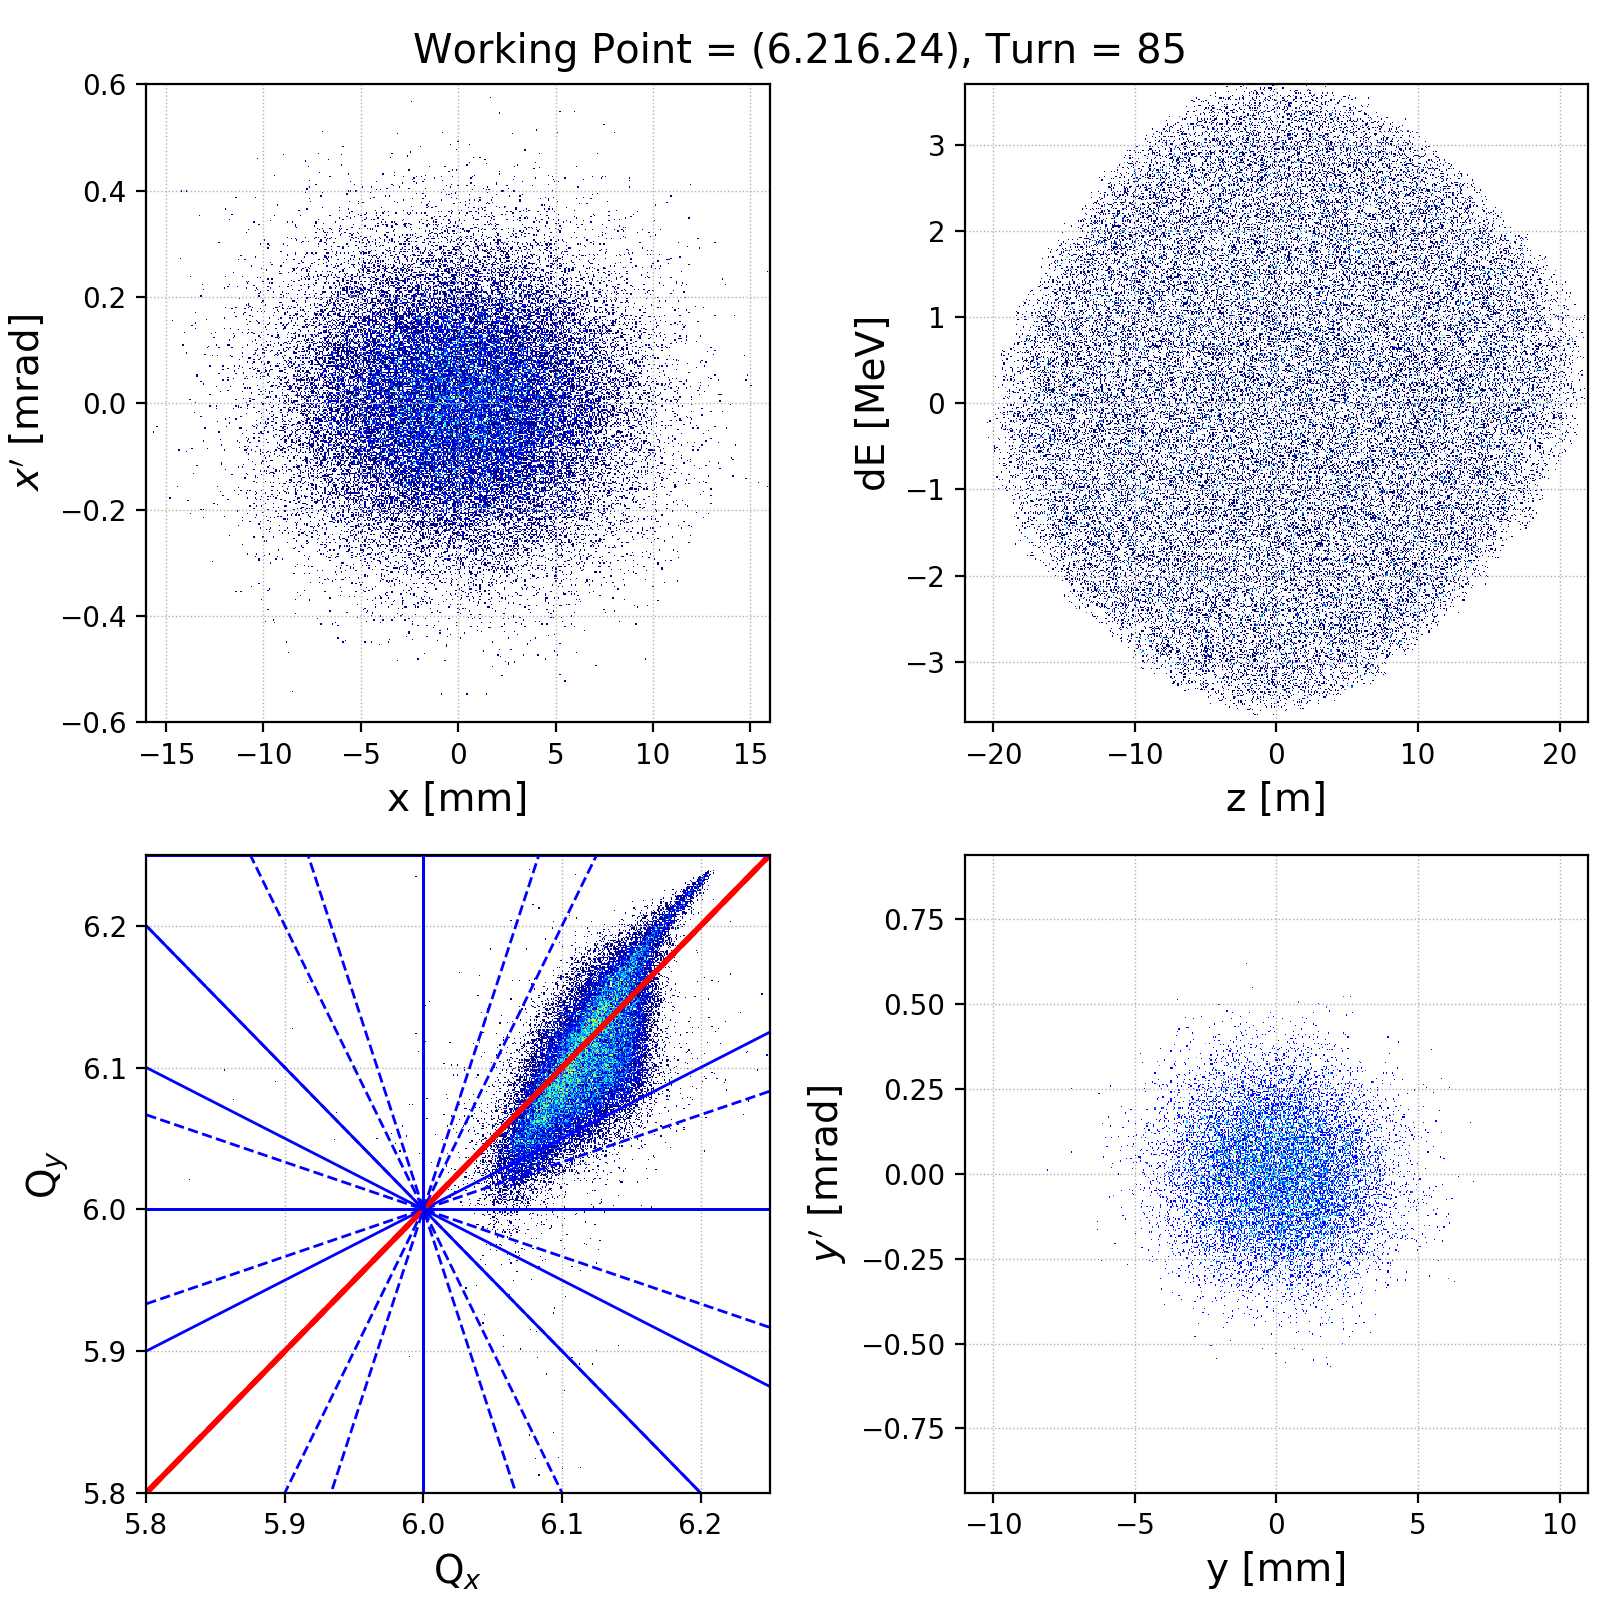 Working Point = (6.216.24), Turn = 85
0.6
0.4
0.2
0.0
−0.2
−0.4
−0.6
x′ [mrad]
−15 −10 −5 0 5 10 15
x [mm]
3
2
1
0
−1
−2
−3
dE [MeV]
−20 −10 0 10 20
z [m]
6.2
6.1
6.0
5.9
5.8
Qy
5.8 5.9 6.0 6.1 6.2
Qx
0.75
0.50
0.25
0.00
−0.25
−0.50
−0.75
y′ [mrad]
−10 −5 0 5 10
y [mm]